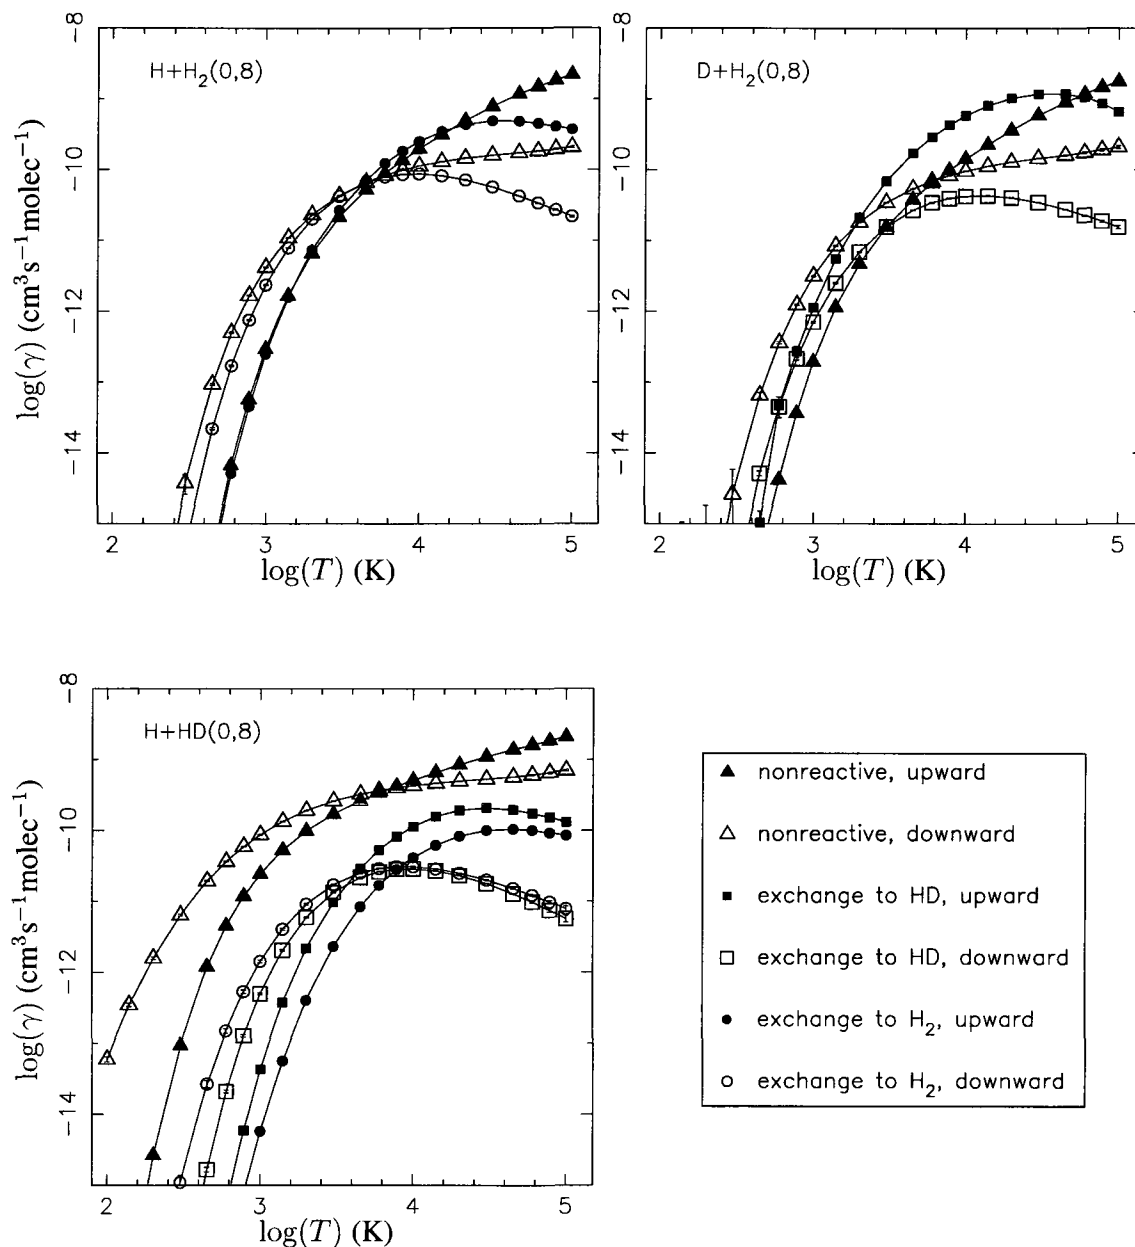 H+H₂(0,8)
log(γ) (cm³s⁻¹molec⁻¹)
-8
-10
-12
-14
2 3 4 5
log(T) (K)
D+H₂(0,8)
-8
-10
-12
-14
2 3 4 5
log(T) (K)
H+HD(0,8)
log(γ) (cm³s⁻¹molec⁻¹)
-8
-10
-12
-14
2 3 4 5
log(T) (K)
nonreactive, upward
nonreactive, downward
exchange to HD, upward
exchange to HD, downward
exchange to H₂, upward
exchange to H₂, downward